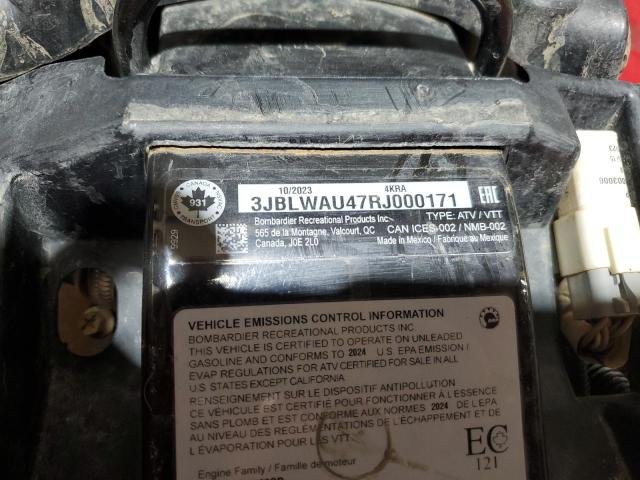 CANADA
931
TRANSPORT
9929
10/2023 4KRA
3JBLWAU47RJ000171
EAC
Bombardier Recreational Products Inc
565 de la Montagne, Valcourt, QC
Canada, J0E 2L0
TYPE: ATV / VTT
CAN ICES-002 / NMB-002
Made in Mexico / Fabriqué au Mexique
VEHICLE EMISSIONS CONTROL INFORMATION
BOMBARDIER RECREATIONAL PRODUCTS INC
THIS VEHICLE IS CERTIFIED TO OPERATE ON UNLEADED
GASOLINE AND CONFORMS TO 2024 U.S. EPA EMISSION /
EVAP REGULATIONS FOR ATV CERTIFIED FOR SALE IN ALL
U.S. STATES EXCEPT CALIFORNIA
RENSEIGNEMENT SUR LE DISPOSITIF ANTIPOLLUTION
CE VÉHICULE EST CERTIFIÉ POUR FONCTIONNER À L'ESSENCE
SANS PLOMB ET EST CONFORME AUX NORMES 2024 DE L'EPA
AU NIVEAU DES RÉGLEMENTATIONS DE L'ÉCHAPPEMENT ET DE
L'ÉVAPORATION POUR LES VTT.
EC
121
Engine Family / Famille de moteur